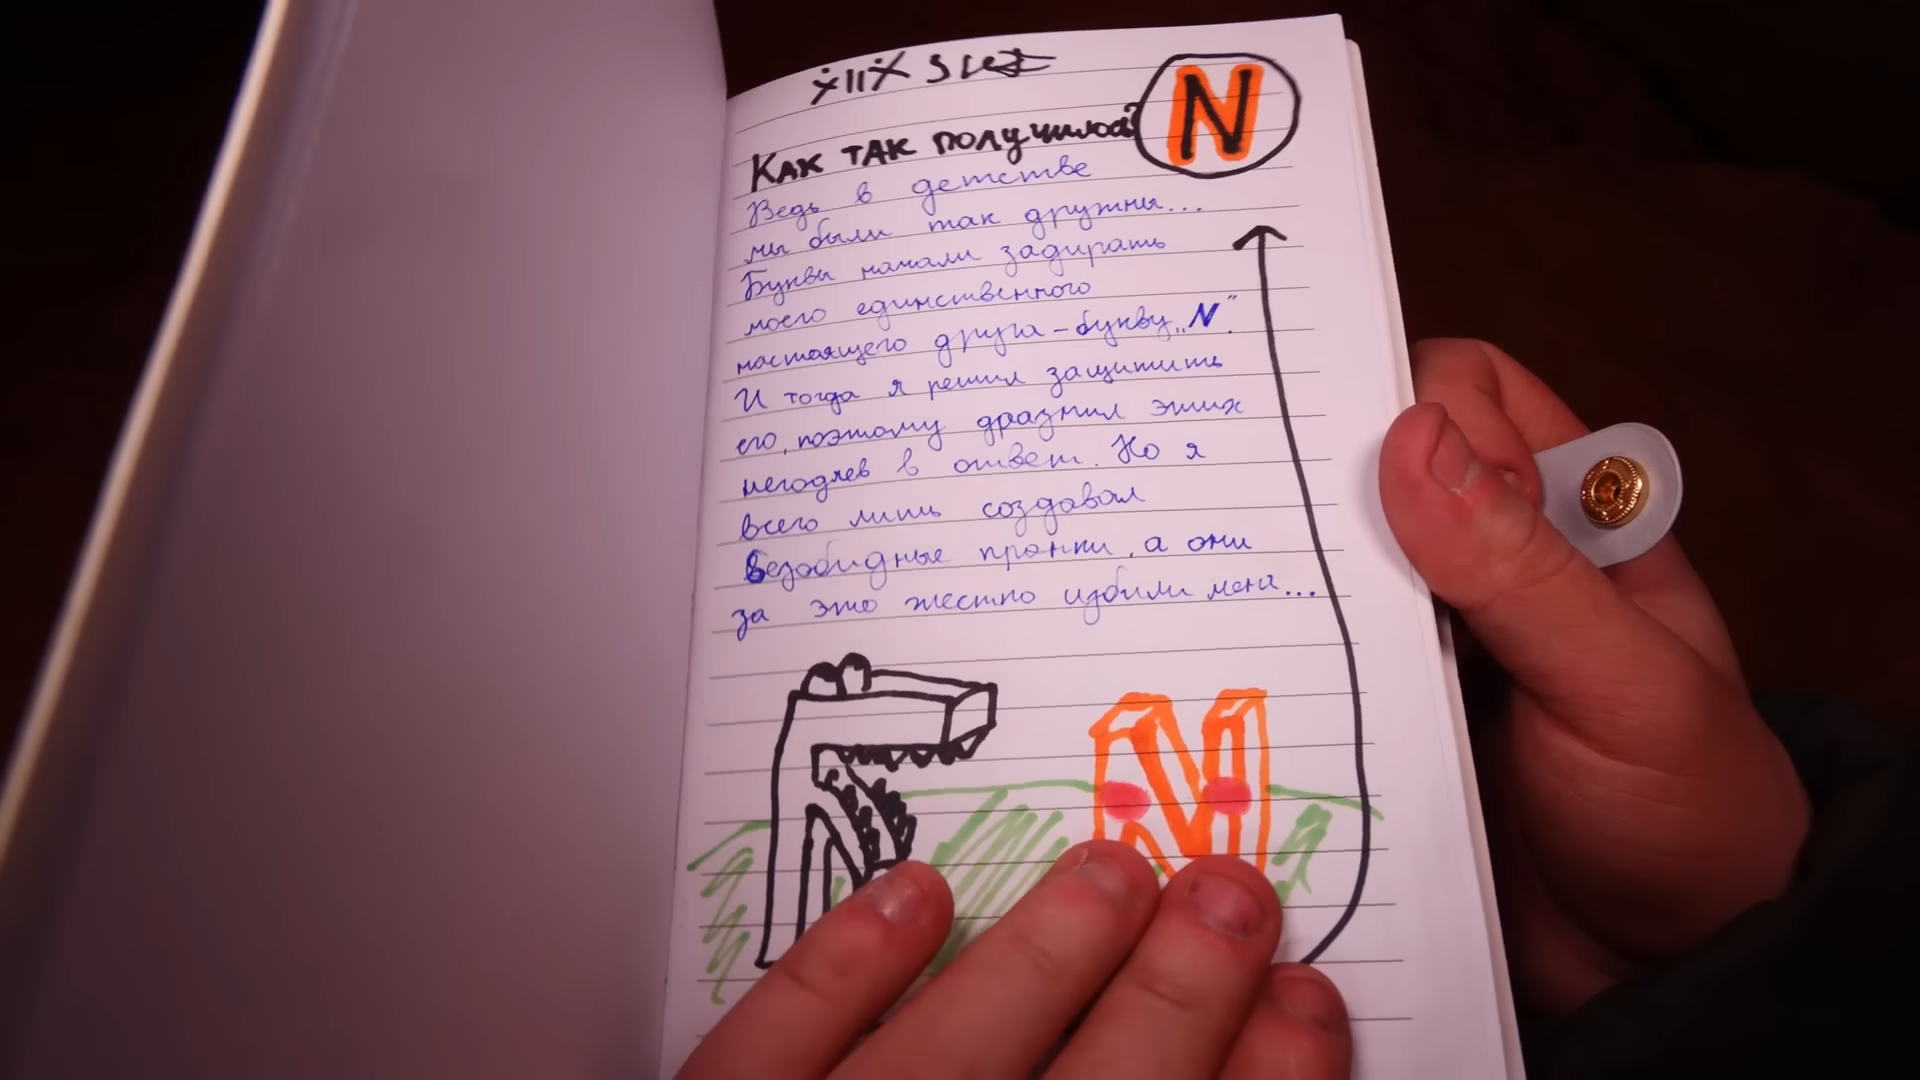 N
Как так получилось?
Ведь в детстве
мы были так дружны...
Буквы начали задирать
моего единственного
настоящего друга - букву „N".
И тогда я решил защитить
его, поэтому дразнил этих
негодяев в ответ. Но я
всего лишь создавал
безобидные пранки, а они
за это жестко избили меня...
N